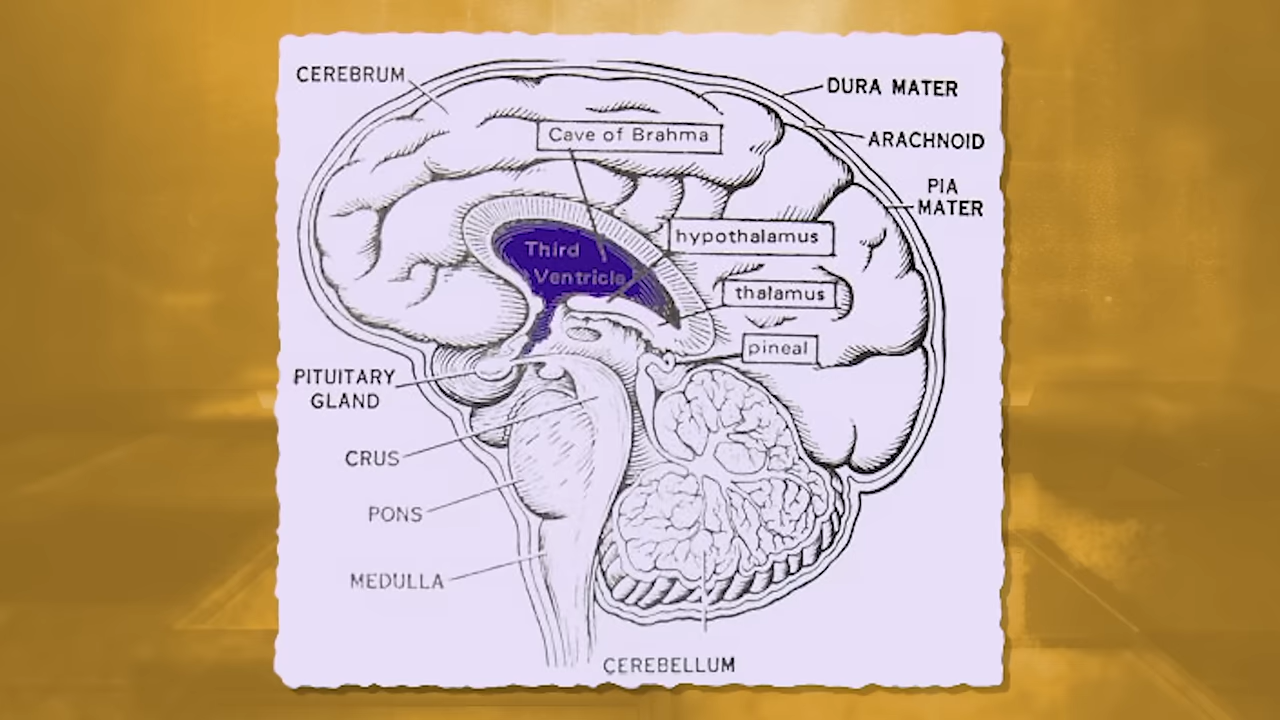 CEREBRUM
DURA MATER
Cave of Brahma
ARACHNOID
PIA
MATER
hypothalamus
Third
Ventricle
thalamus
pineal
PITUITARY
GLAND
CRUS
PONS
MEDULLA
CEREBELLUM